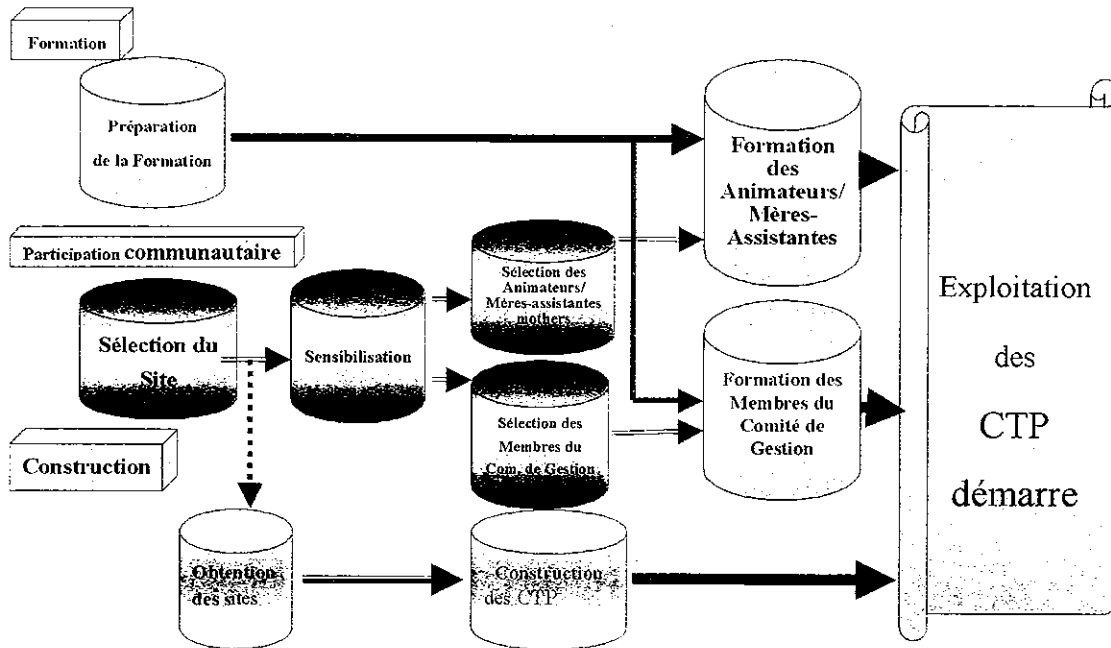 Formation
Préparation
de la Formation
Formation
des
Animateurs/
Mères-
Assistantes
Participation communautaire
Sélection du
Site
Sensibilisation
Sélection des
Animateurs/
Mères-assistantes
mothers
Sélection des
Membres du
Com. de Gestion
Formation des
Membres du
Comité de
Gestion
Construction
Obtention
des sites
Construction
des CTP
Exploitation
des
CTP
démarre